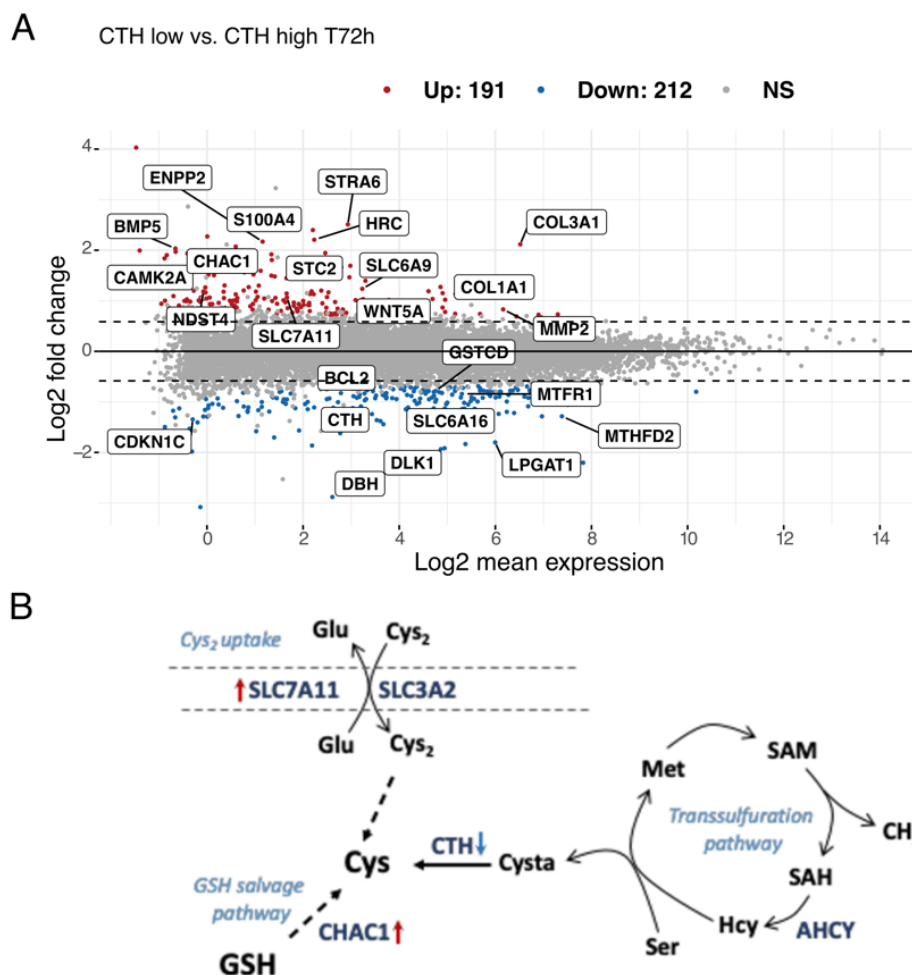 A
CTH low vs. CTH high T72h
Up: 191 Down: 212 NS
Log2 fold change
4
2
0
−2
ENPP2
STRA6
S100A4
HRC
BMP5
COL3A1
CHAC1
STC2
SLC6A9
CAMK2A
COL1A1
NDST4
WNT5A
SLC7A11
MMP2
GSTCD
BCL2
MTFR1
CTH
SLC6A16
CDKN1C
MTHFD2
DLK1
LPGAT1
DBH
0 2 4 6 8 10 12 14
Log2 mean expression
B
Cys2 uptake
Glu Cys2
SLC7A11 SLC3A2
Glu Cys2
Met SAM
Transsulfuration
pathway
CH
CTH
Cys Cysta
SAH
GSH salvage
pathway
CHAC1
Hcy AHCY
Ser
GSH